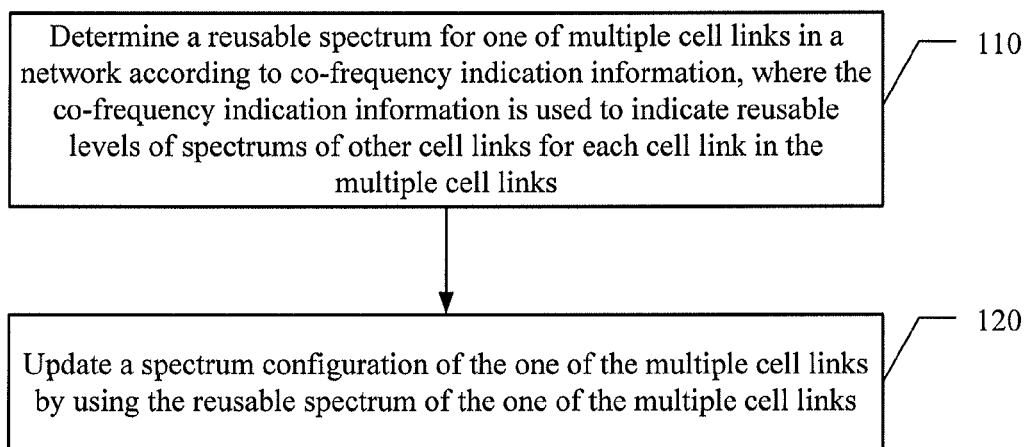 Determine a reusable spectrum for one of multiple cell links in a
network according to co-frequency indication information, where the
co-frequency indication information is used to indicate reusable
levels of spectrums of other cell links for each cell link in the
multiple cell links
110
Update a spectrum configuration of the one of the multiple cell links
by using the reusable spectrum of the one of the multiple cell links
120